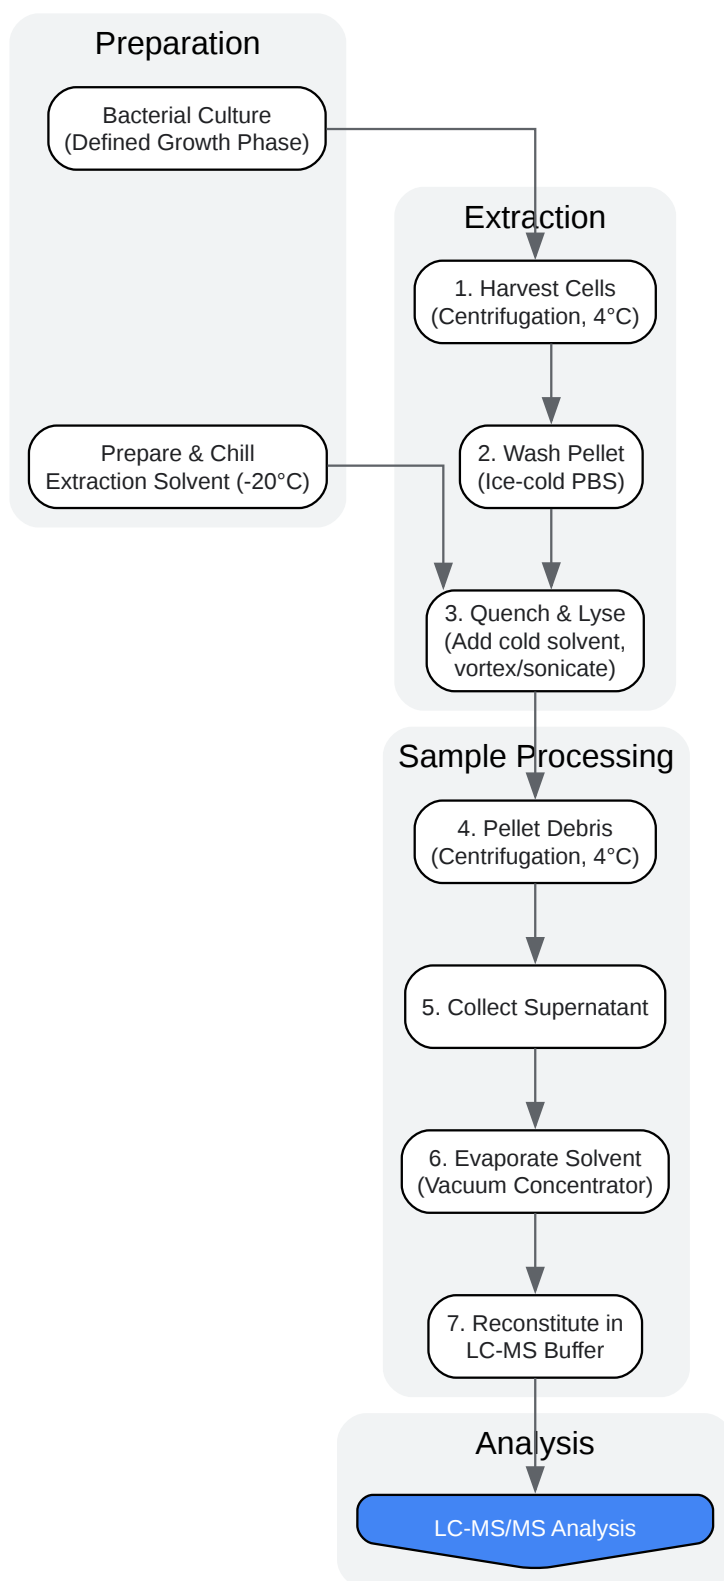 Preparation
Bacterial Culture
(Defined Growth Phase)
Extraction
1. Harvest Cells
(Centrifugation, 4°C)
Prepare & Chill
Extraction Solvent (-20°C)
2. Wash Pellet
(Ice-cold PBS)
3. Quench & Lyse
(Add cold solvent,
vortex/sonicate)
Sample Processing
4. Pellet Debris
(Centrifugation, 4°C)
5. Collect Supernatant
6. Evaporate Solvent
(Vacuum Concentrator)
7. Reconstitute in
LC-MS Buffer
Analysis
LC-MS/MS Analysis